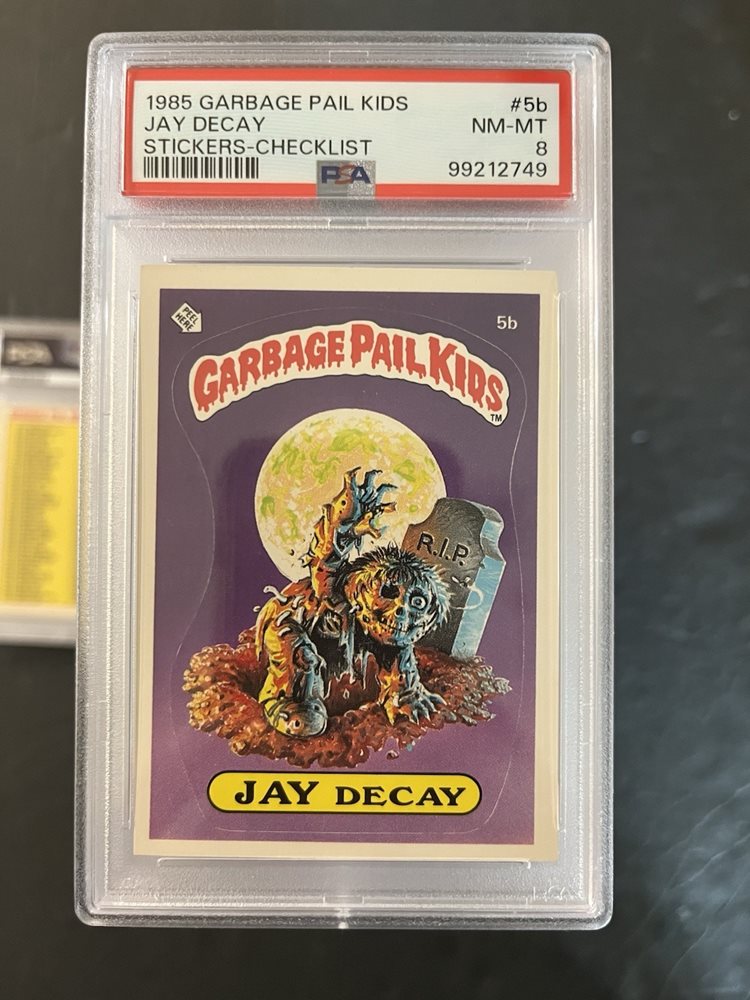 1985 GARBAGE PAIL KIDS #5b
JAY DECAY NM-MT
STICKERS-CHECKLIST 8
PSA 99212749
PEEL HERE
5b
GARBAGE PAIL KIDS
TM
R.I.P.
JAY DECAY
PSA